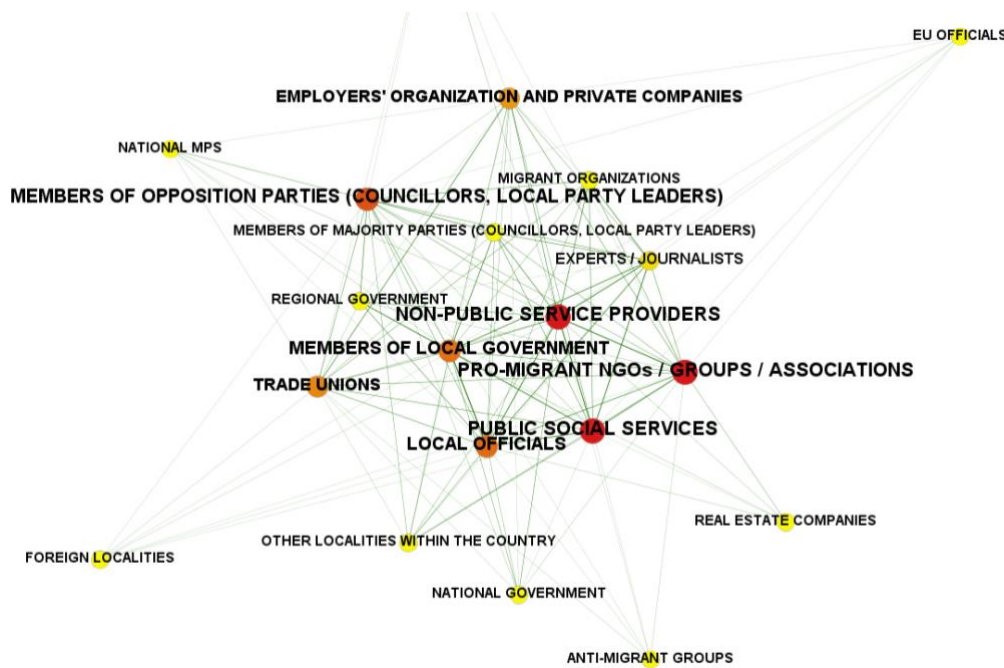 EU OFFICIALS
EMPLOYERS' ORGANIZATION AND PRIVATE COMPANIES
NATIONAL MPS
MIGRANT ORGANIZATIONS
MEMBERS OF OPPOSITION PARTIES (COUNCILLORS, LOCAL PARTY LEADERS)
MEMBERS OF MAJORITY PARTIES (COUNCILLORS, LOCAL PARTY LEADERS)
EXPERTS / JOURNALISTS
REGIONAL GOVERNMENT
NON-PUBLIC SERVICE PROVIDERS
MEMBERS OF LOCAL GOVERNMENT
PRO-MIGRANT NGOs / GROUPS / ASSOCIATIONS
TRADE UNIONS
PUBLIC SOCIAL SERVICES
LOCAL OFFICIALS
REAL ESTATE COMPANIES
OTHER LOCALITIES WITHIN THE COUNTRY
FOREIGN LOCALITIES
NATIONAL GOVERNMENT
ANTI-MIGRANT GROUPS